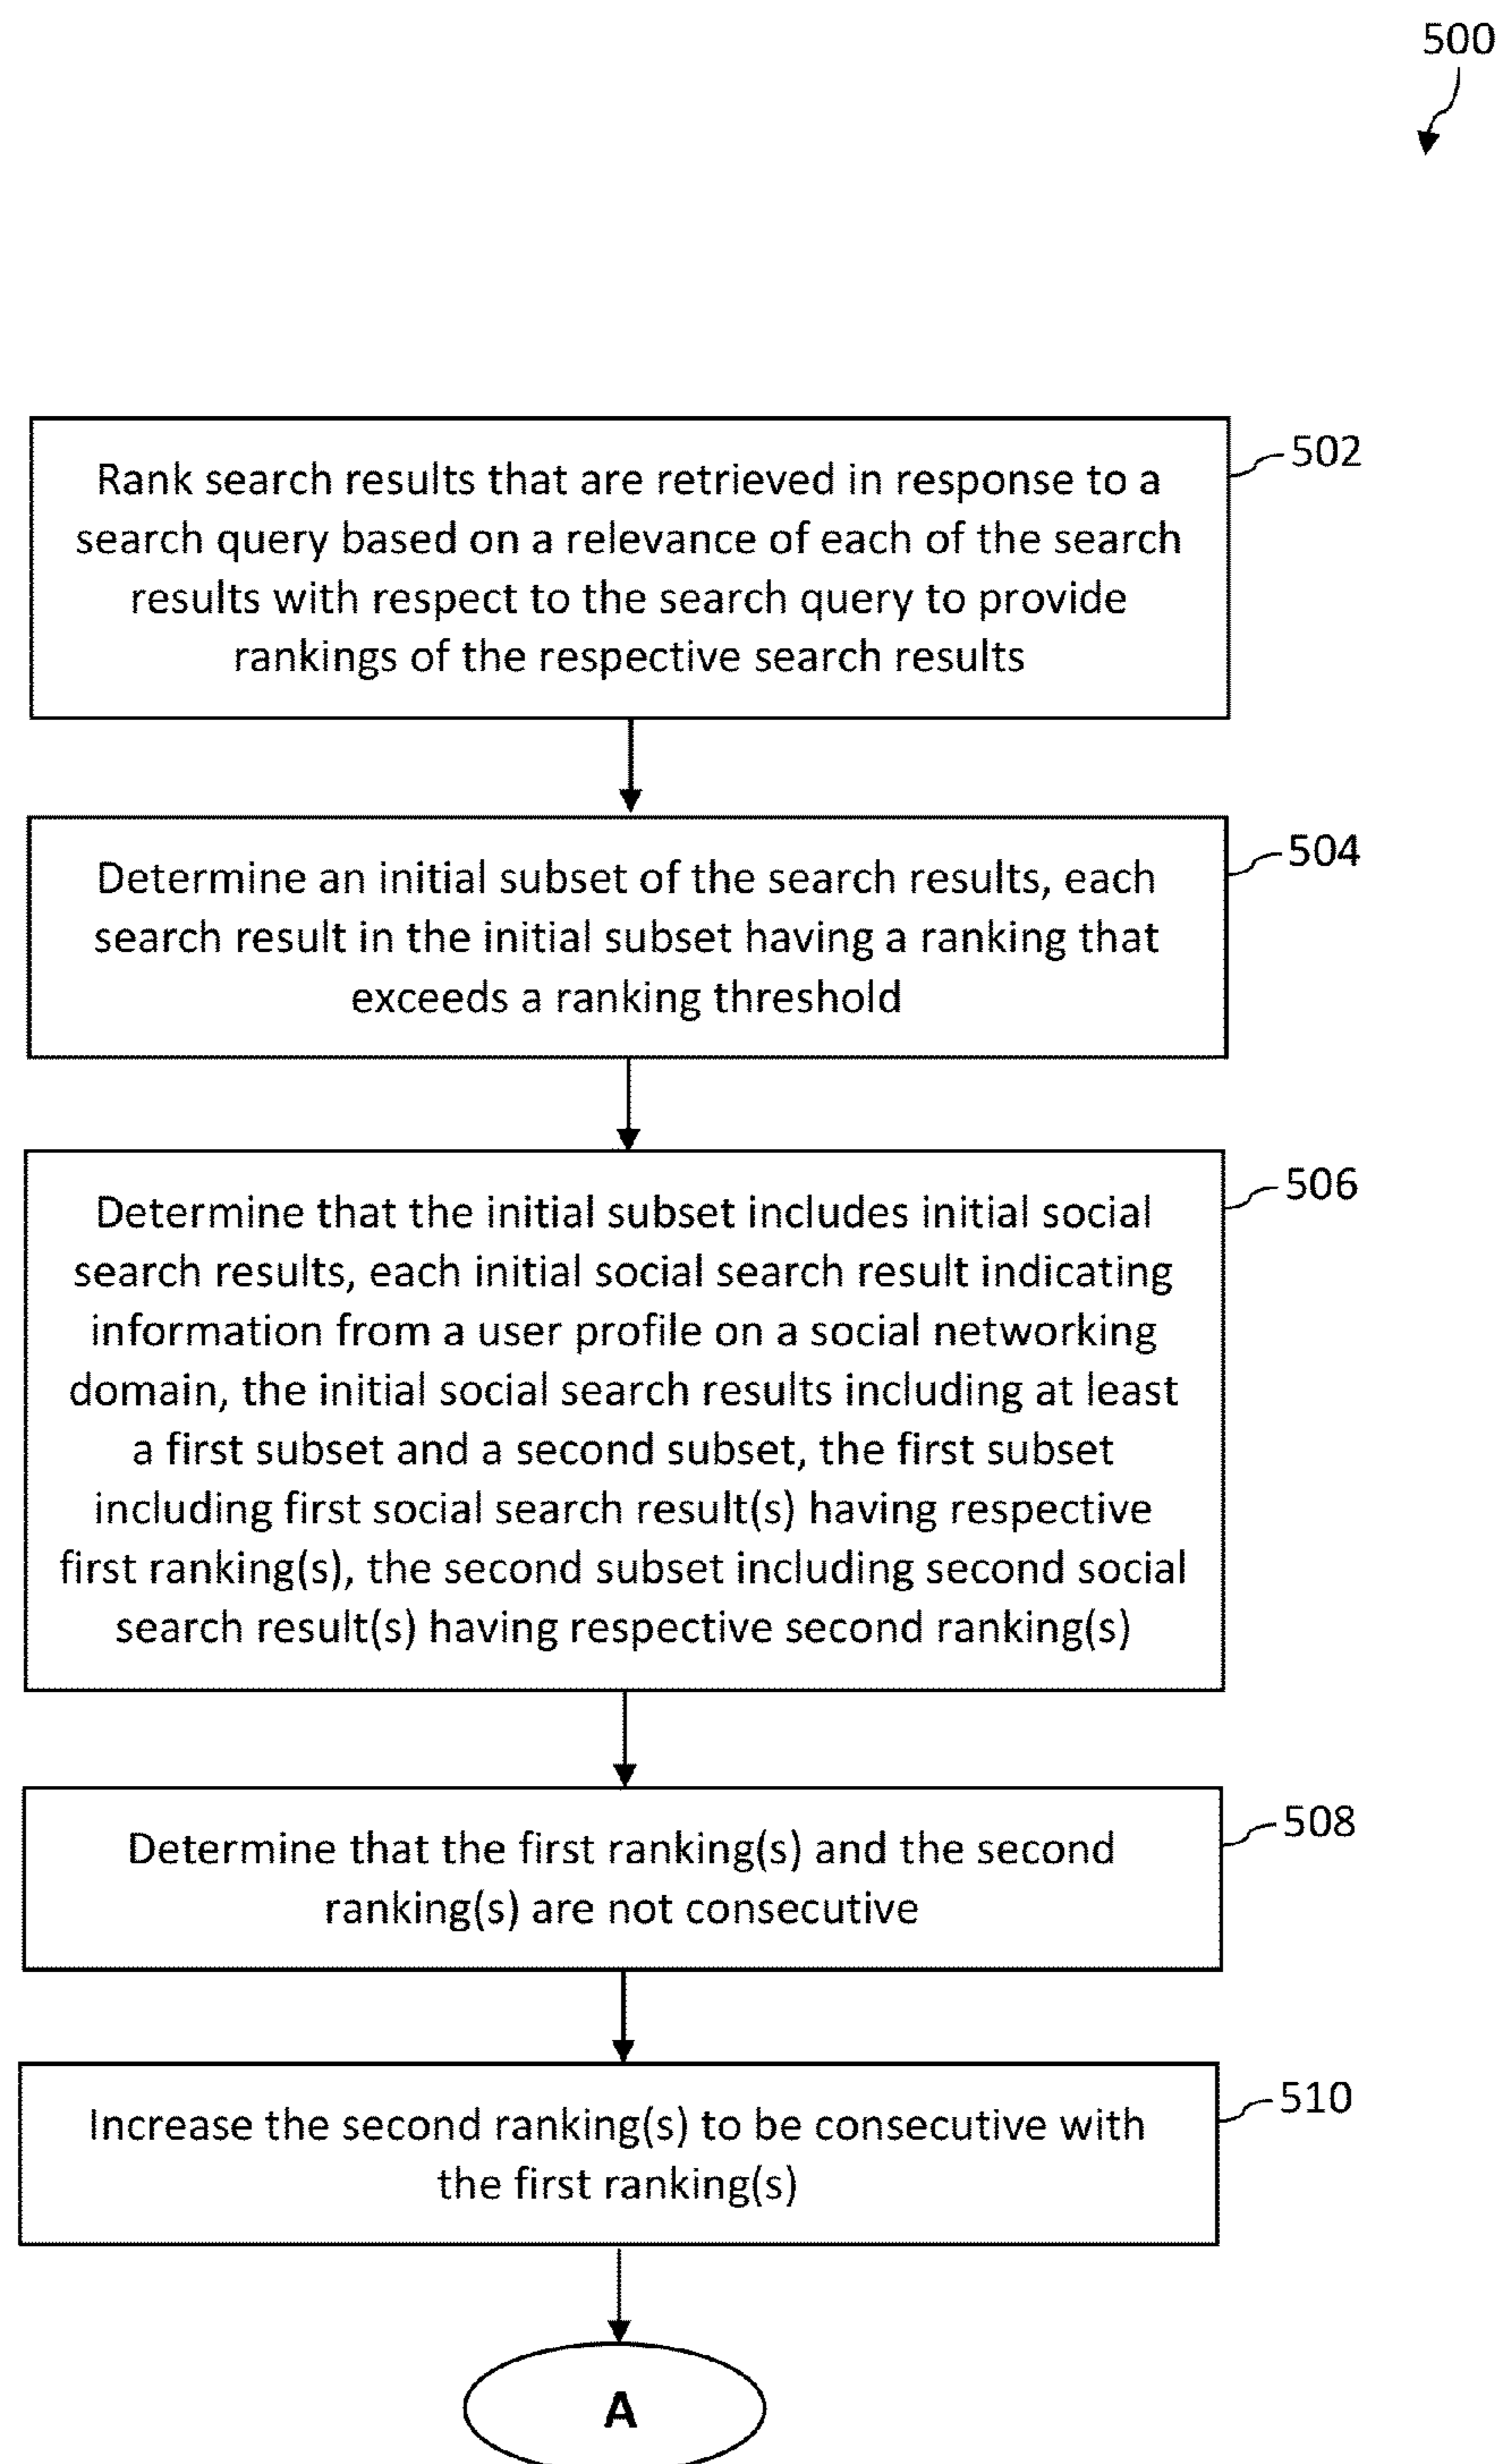 500
502
Rank search results that are retrieved in response to a
search query based on a relevance of each of the search
results with respect to the search query to provide
rankings of the respective search results
504
Determine an initial subset of the search results, each
search result in the initial subset having a ranking that
exceeds a ranking threshold
506
Determine that the initial subset includes initial social
search results, each initial social search result indicating
information from a user profile on a social networking
domain, the initial social search results including at least
a first subset and a second subset, the first subset
including first social search result(s) having respective
first ranking(s), the second subset including second social
search result(s) having respective second ranking(s)
508
Determine that the first ranking(s) and the second
ranking(s) are not consecutive
510
Increase the second ranking(s) to be consecutive with
the first ranking(s)
A